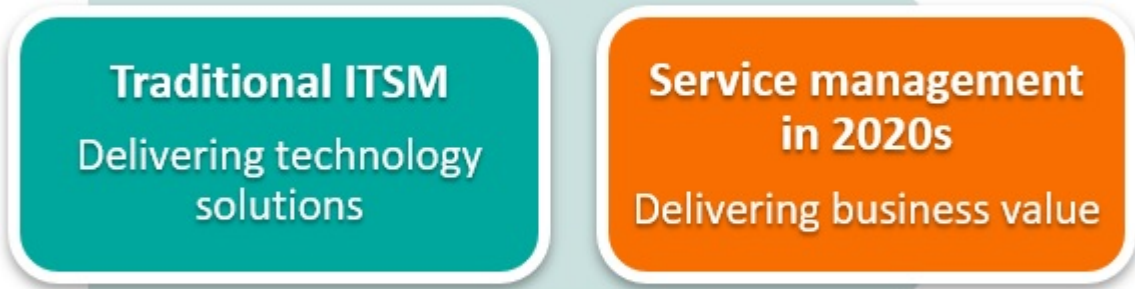 Traditional ITSM
Delivering technology
solutions
Service management
in 2020s
Delivering business value